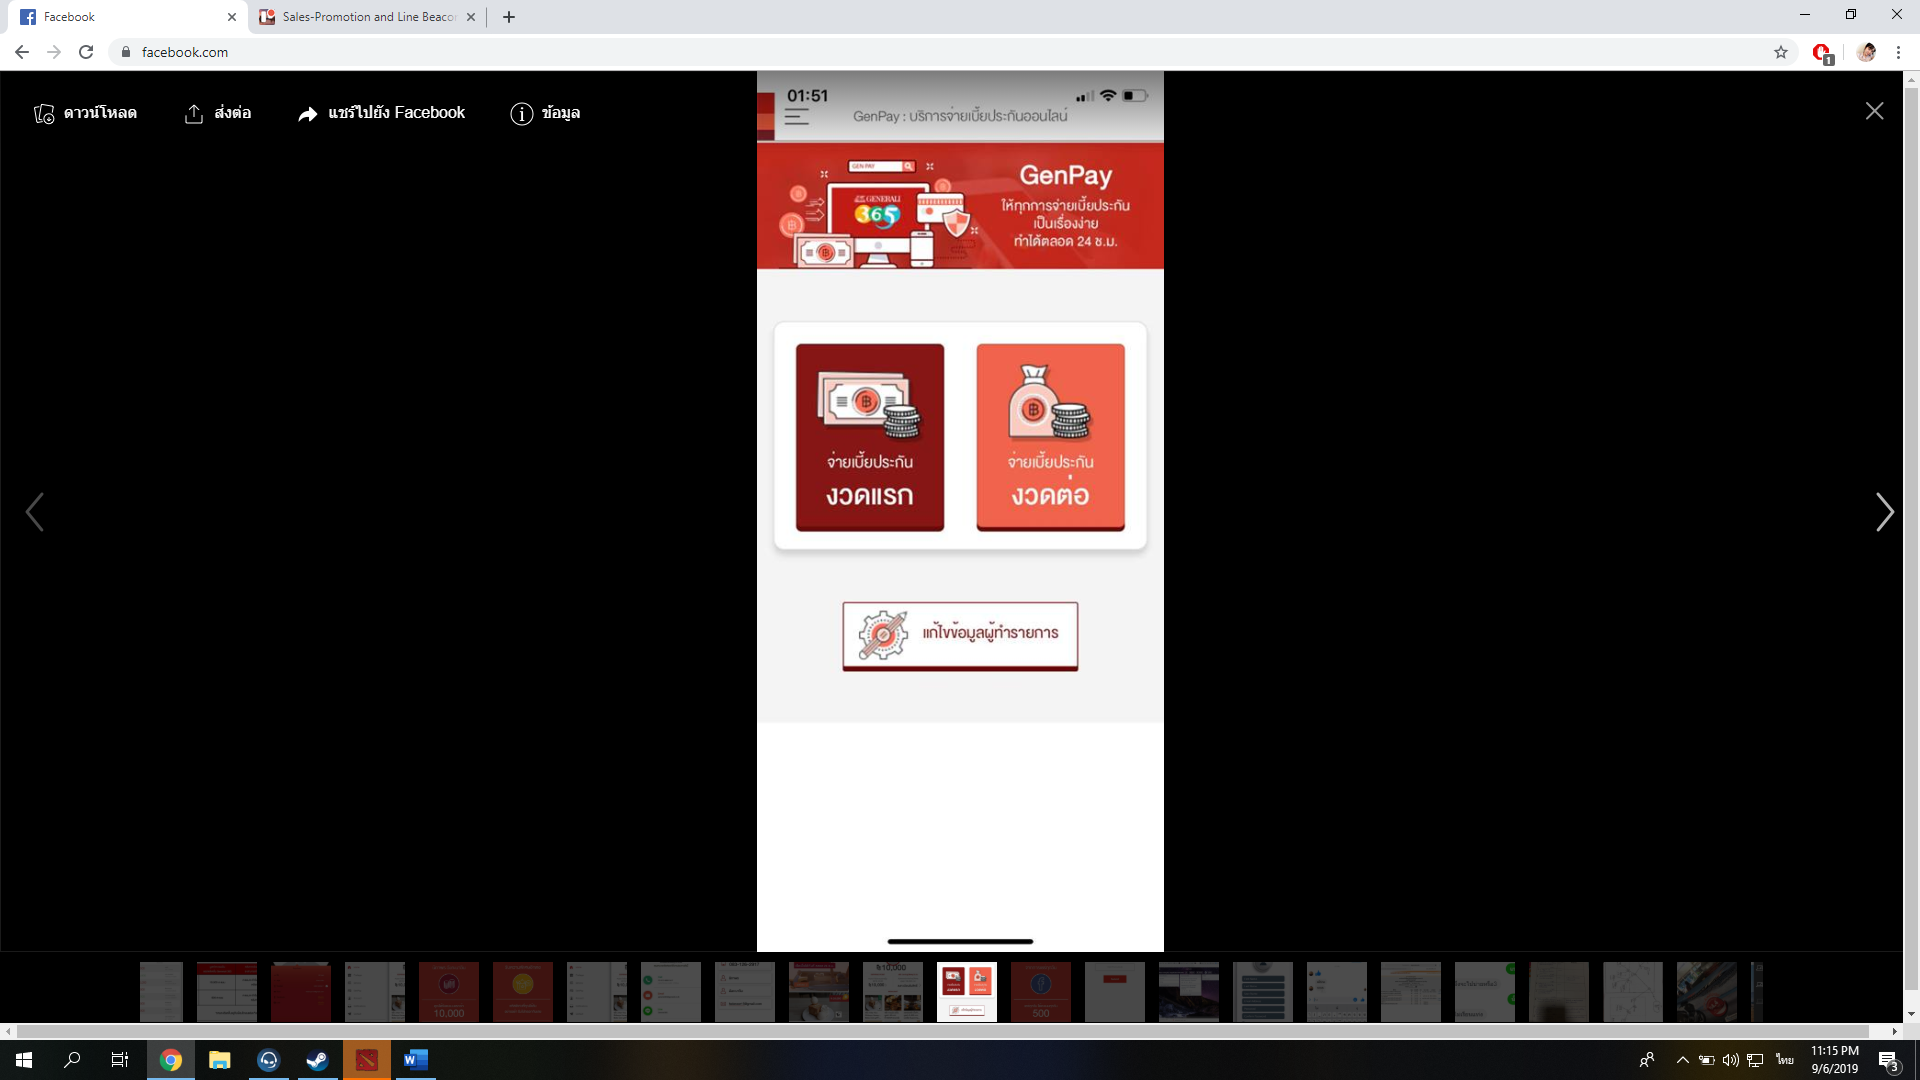 Facebook
Sales-Promotion and Line Beacon
facebook.com
1
ดาวน์โหลด
ส่งต่อ
แชร์ไปยัง Facebook
ข้อมูล
01:51
GenPay : บริการจ่ายเบี้ยประกันออนไลน์
GEN PAY
GENERALI
365
GenPay
ให้ทุกการจ่ายเบี้ยประกัน
เป็นเรื่องง่าย
ทำได้ตลอด 24 ช.ม.
จ่ายเบี้ยประกัน
งวดแรก
จ่ายเบี้ยประกัน
งวดต่อ
แก้ไขข้อมูลผู้ทำรายการ
10,000
฿10,000
500
ไทย
11:15 PM
9/6/2019
3